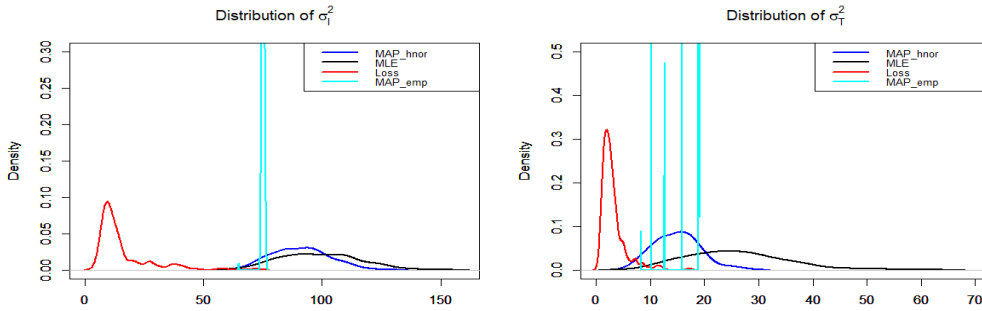 Distribution of σ_I^2
MAP_hnor
MLE
Loss
MAP_emp
Density
0.00 0.05 0.10 0.15 0.20 0.25 0.30
0 50 100 150
Distribution of σ_T^2
MAP_hnor
MLE
Loss
MAP_emp
Density
0.0 0.1 0.2 0.3 0.4 0.5
0 10 20 30 40 50 60 70